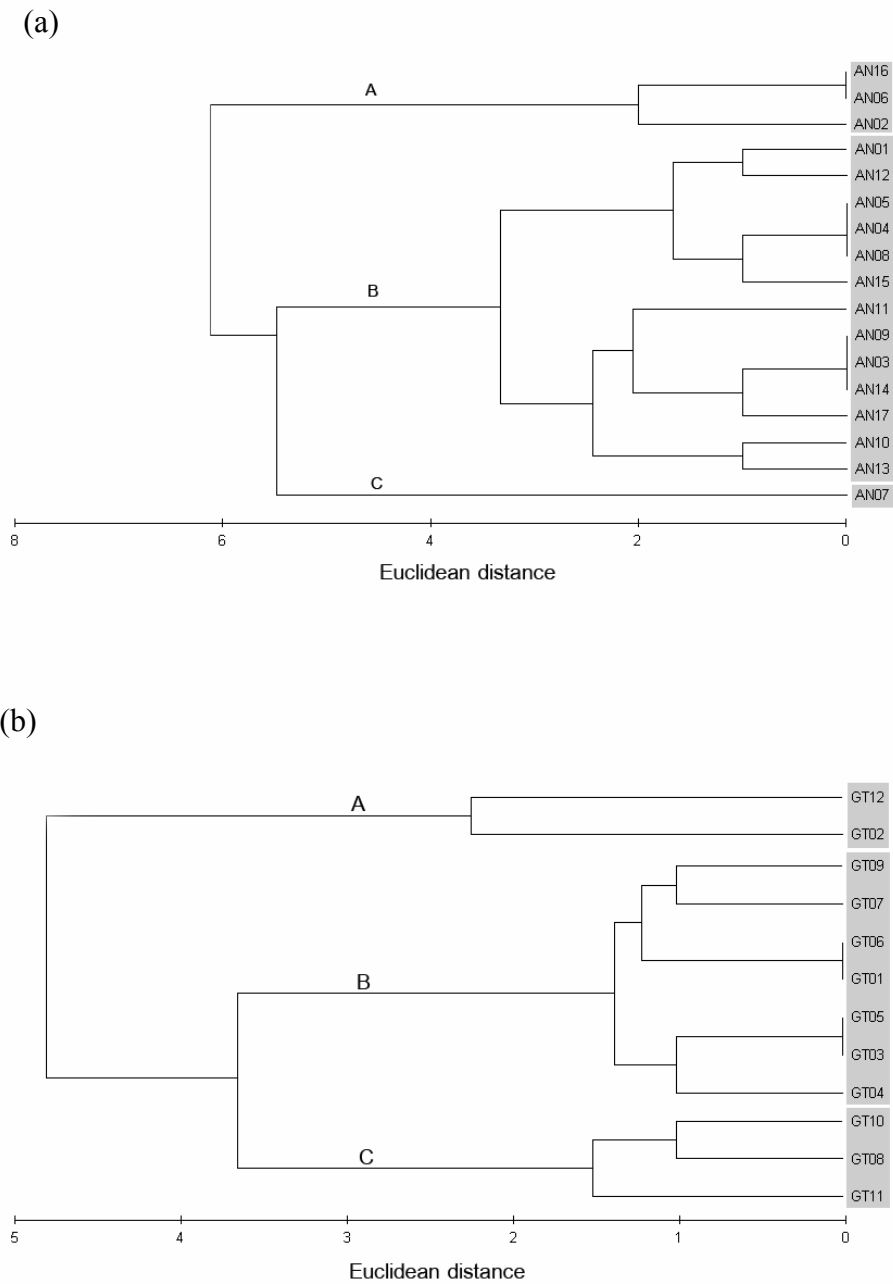 (a)
A
AN16
AN06
AN02
AN01
AN12
AN05
AN04
AN08
AN15
B
AN11
AN09
AN03
AN14
AN17
AN10
AN13
C
AN07
8 6 4 2 0
Euclidean distance
(b)
A
GT12
GT02
GT09
GT07
GT06
GT01
B
GT05
GT03
GT04
GT10
GT08
C
GT11
5 4 3 2 1 0
Euclidean distance